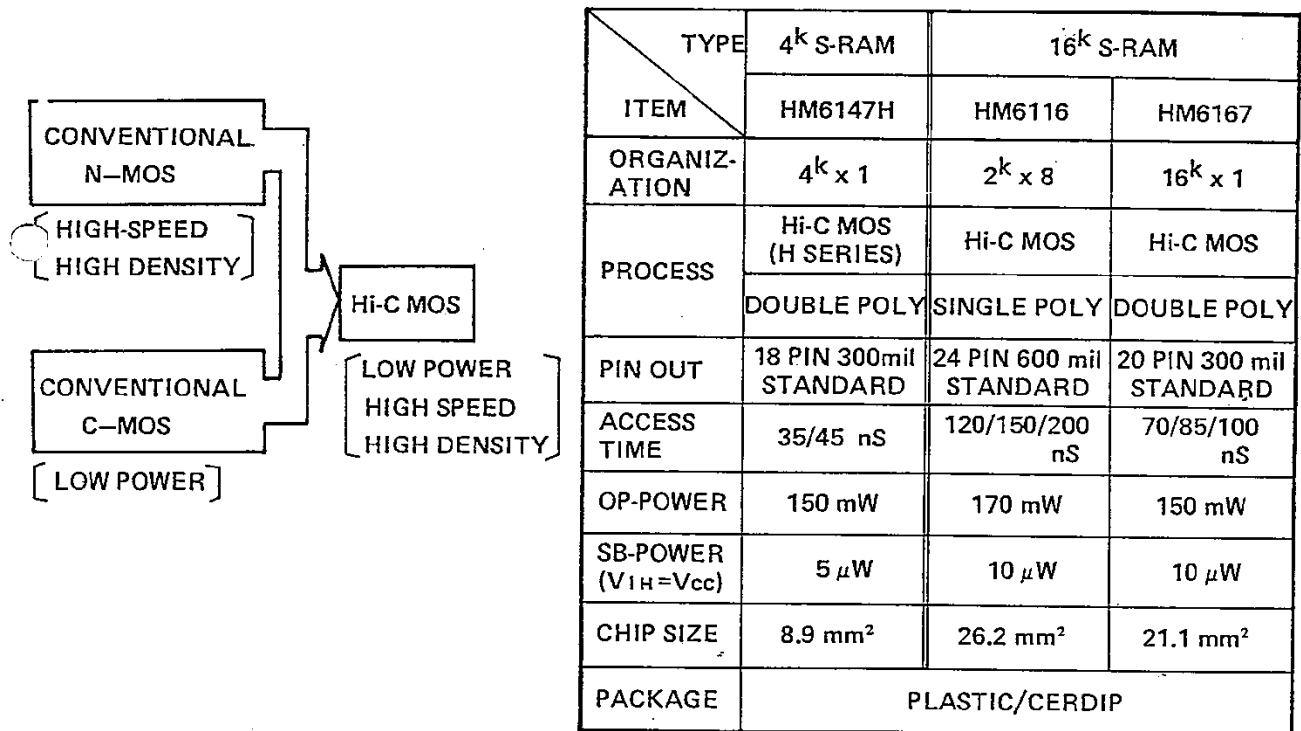 CONVENTIONAL
N–MOS
HIGH-SPEED
HIGH DENSITY
Hi-C MOS
LOW POWER
HIGH SPEED
HIGH DENSITY
CONVENTIONAL
C–MOS
LOW POWER
TYPE 4k S-RAM 16k S-RAM
ITEM HM6147H HM6116 HM6167
ORGANIZ-
ATION 4k x 1 2k x 8 16k x 1
PROCESS Hi-C MOS
(H SERIES) Hi-C MOS Hi-C MOS
DOUBLE POLY SINGLE POLY DOUBLE POLY
PIN OUT 18 PIN 300mil 24 PIN 600 mil 20 PIN 300 mil
STANDARD STANDARD STANDARD
ACCESS
TIME 35/45 nS 120/150/200
nS 70/85/100
nS
OP-POWER 150 mW 170 mW 150 mW
SB-POWER
(VIH=Vcc) 5 μW 10 μW 10 μW
CHIP SIZE 8.9 mm² 26.2 mm² 21.1 mm²
PACKAGE PLASTIC/CERDIP